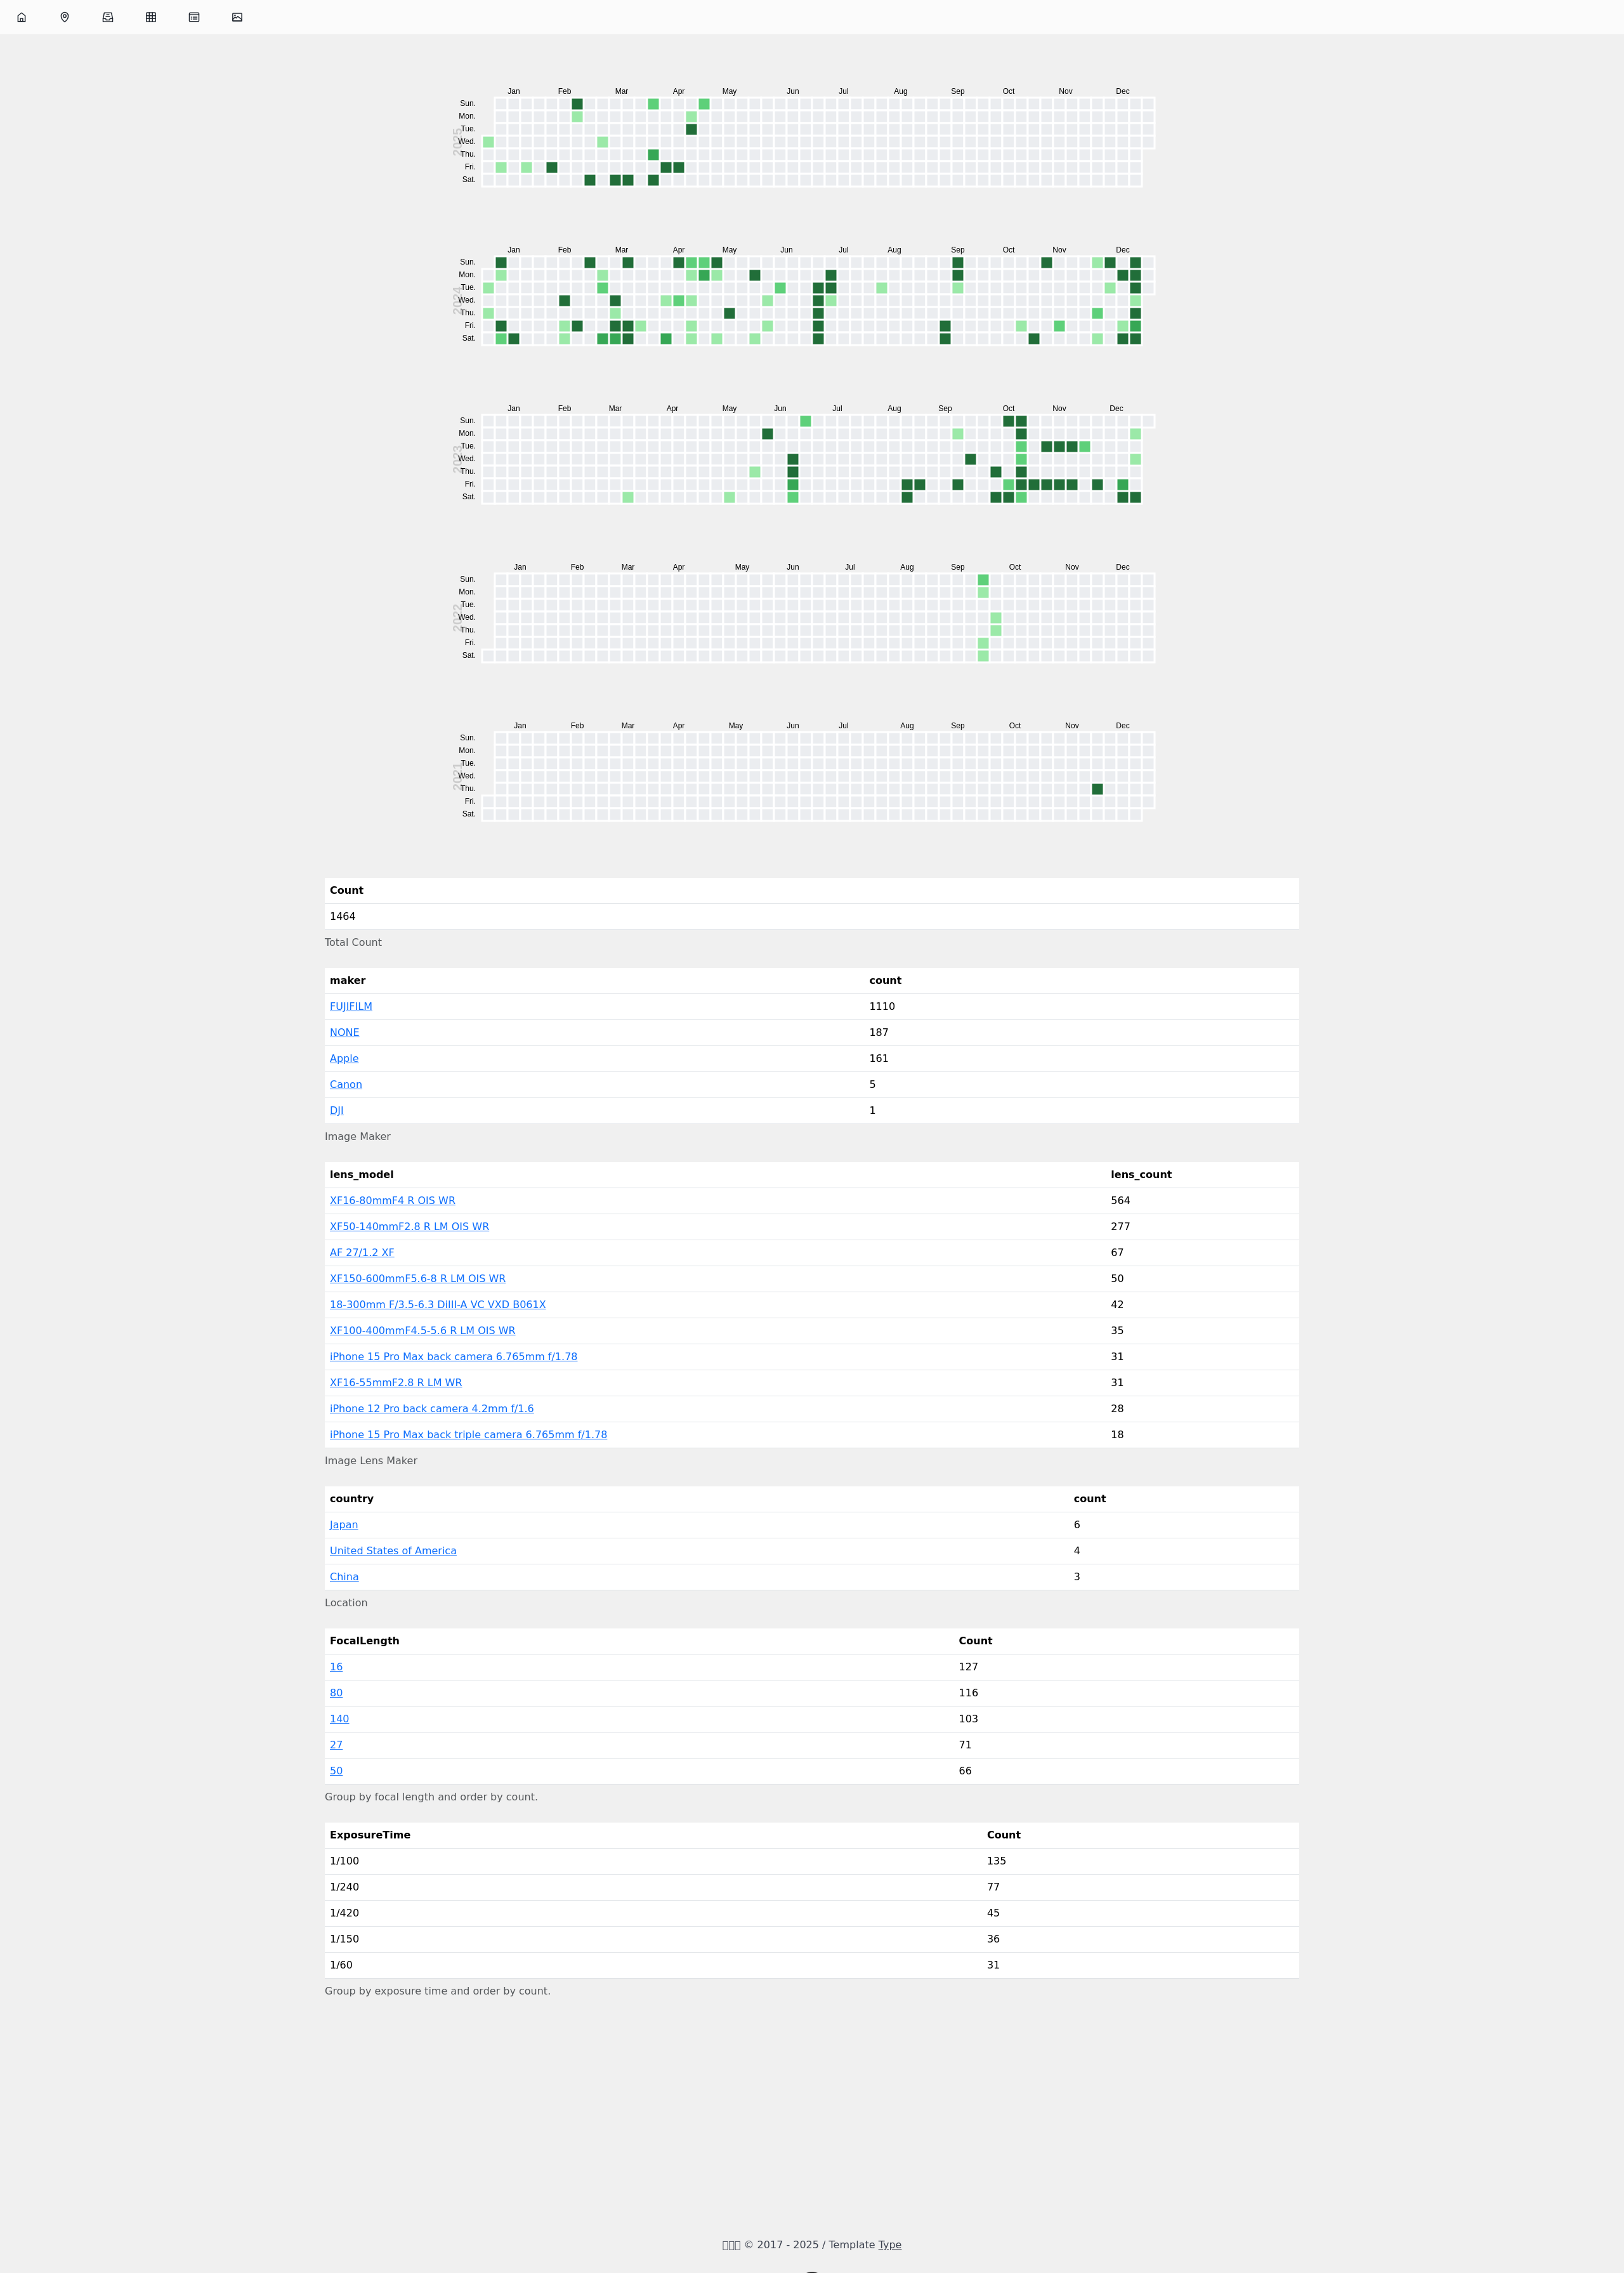 Jan Feb Mar Apr May Jun Jul Aug Sep Oct Nov Dec
2025
Sun.
Mon.
Tue.
Wed.
Thu.
Fri.
Sat.
Jan Feb Mar Apr May Jun Jul Aug Sep Oct Nov Dec
2024
Sun.
Mon.
Tue.
Wed.
Thu.
Fri.
Sat.
Jan Feb Mar Apr May Jun Jul Aug Sep Oct Nov Dec
2023
Sun.
Mon.
Tue.
Wed.
Thu.
Fri.
Sat.
Jan Feb Mar Apr May Jun Jul Aug Sep Oct Nov Dec
2022
Sun.
Mon.
Tue.
Wed.
Thu.
Fri.
Sat.
Jan Feb Mar Apr May Jun Jul Aug Sep Oct Nov Dec
2021
Sun.
Mon.
Tue.
Wed.
Thu.
Fri.
Sat.
Count
1464
Total Count
maker count
FUJIFILM 1110
NONE 187
Apple 161
Canon 5
DJI 1
Image Maker
lens_model lens_count
XF16-80mmF4 R OIS WR 564
XF50-140mmF2.8 R LM OIS WR 277
AF 27/1.2 XF 67
XF150-600mmF5.6-8 R LM OIS WR 50
18-300mm F/3.5-6.3 DiIII-A VC VXD B061X 42
XF100-400mmF4.5-5.6 R LM OIS WR 35
iPhone 15 Pro Max back camera 6.765mm f/1.78 31
XF16-55mmF2.8 R LM WR 31
iPhone 12 Pro back camera 4.2mm f/1.6 28
iPhone 15 Pro Max back triple camera 6.765mm f/1.78 18
Image Lens Maker
country count
Japan 6
United States of America 4
China 3
Location
FocalLength Count
16 127
80 116
140 103
27 71
50 66
Group by focal length and order by count.
ExposureTime Count
1/100 135
1/240 77
1/420 45
1/150 36
1/60 31
Group by exposure time and order by count.
© 2017 - 2025 / Template Type